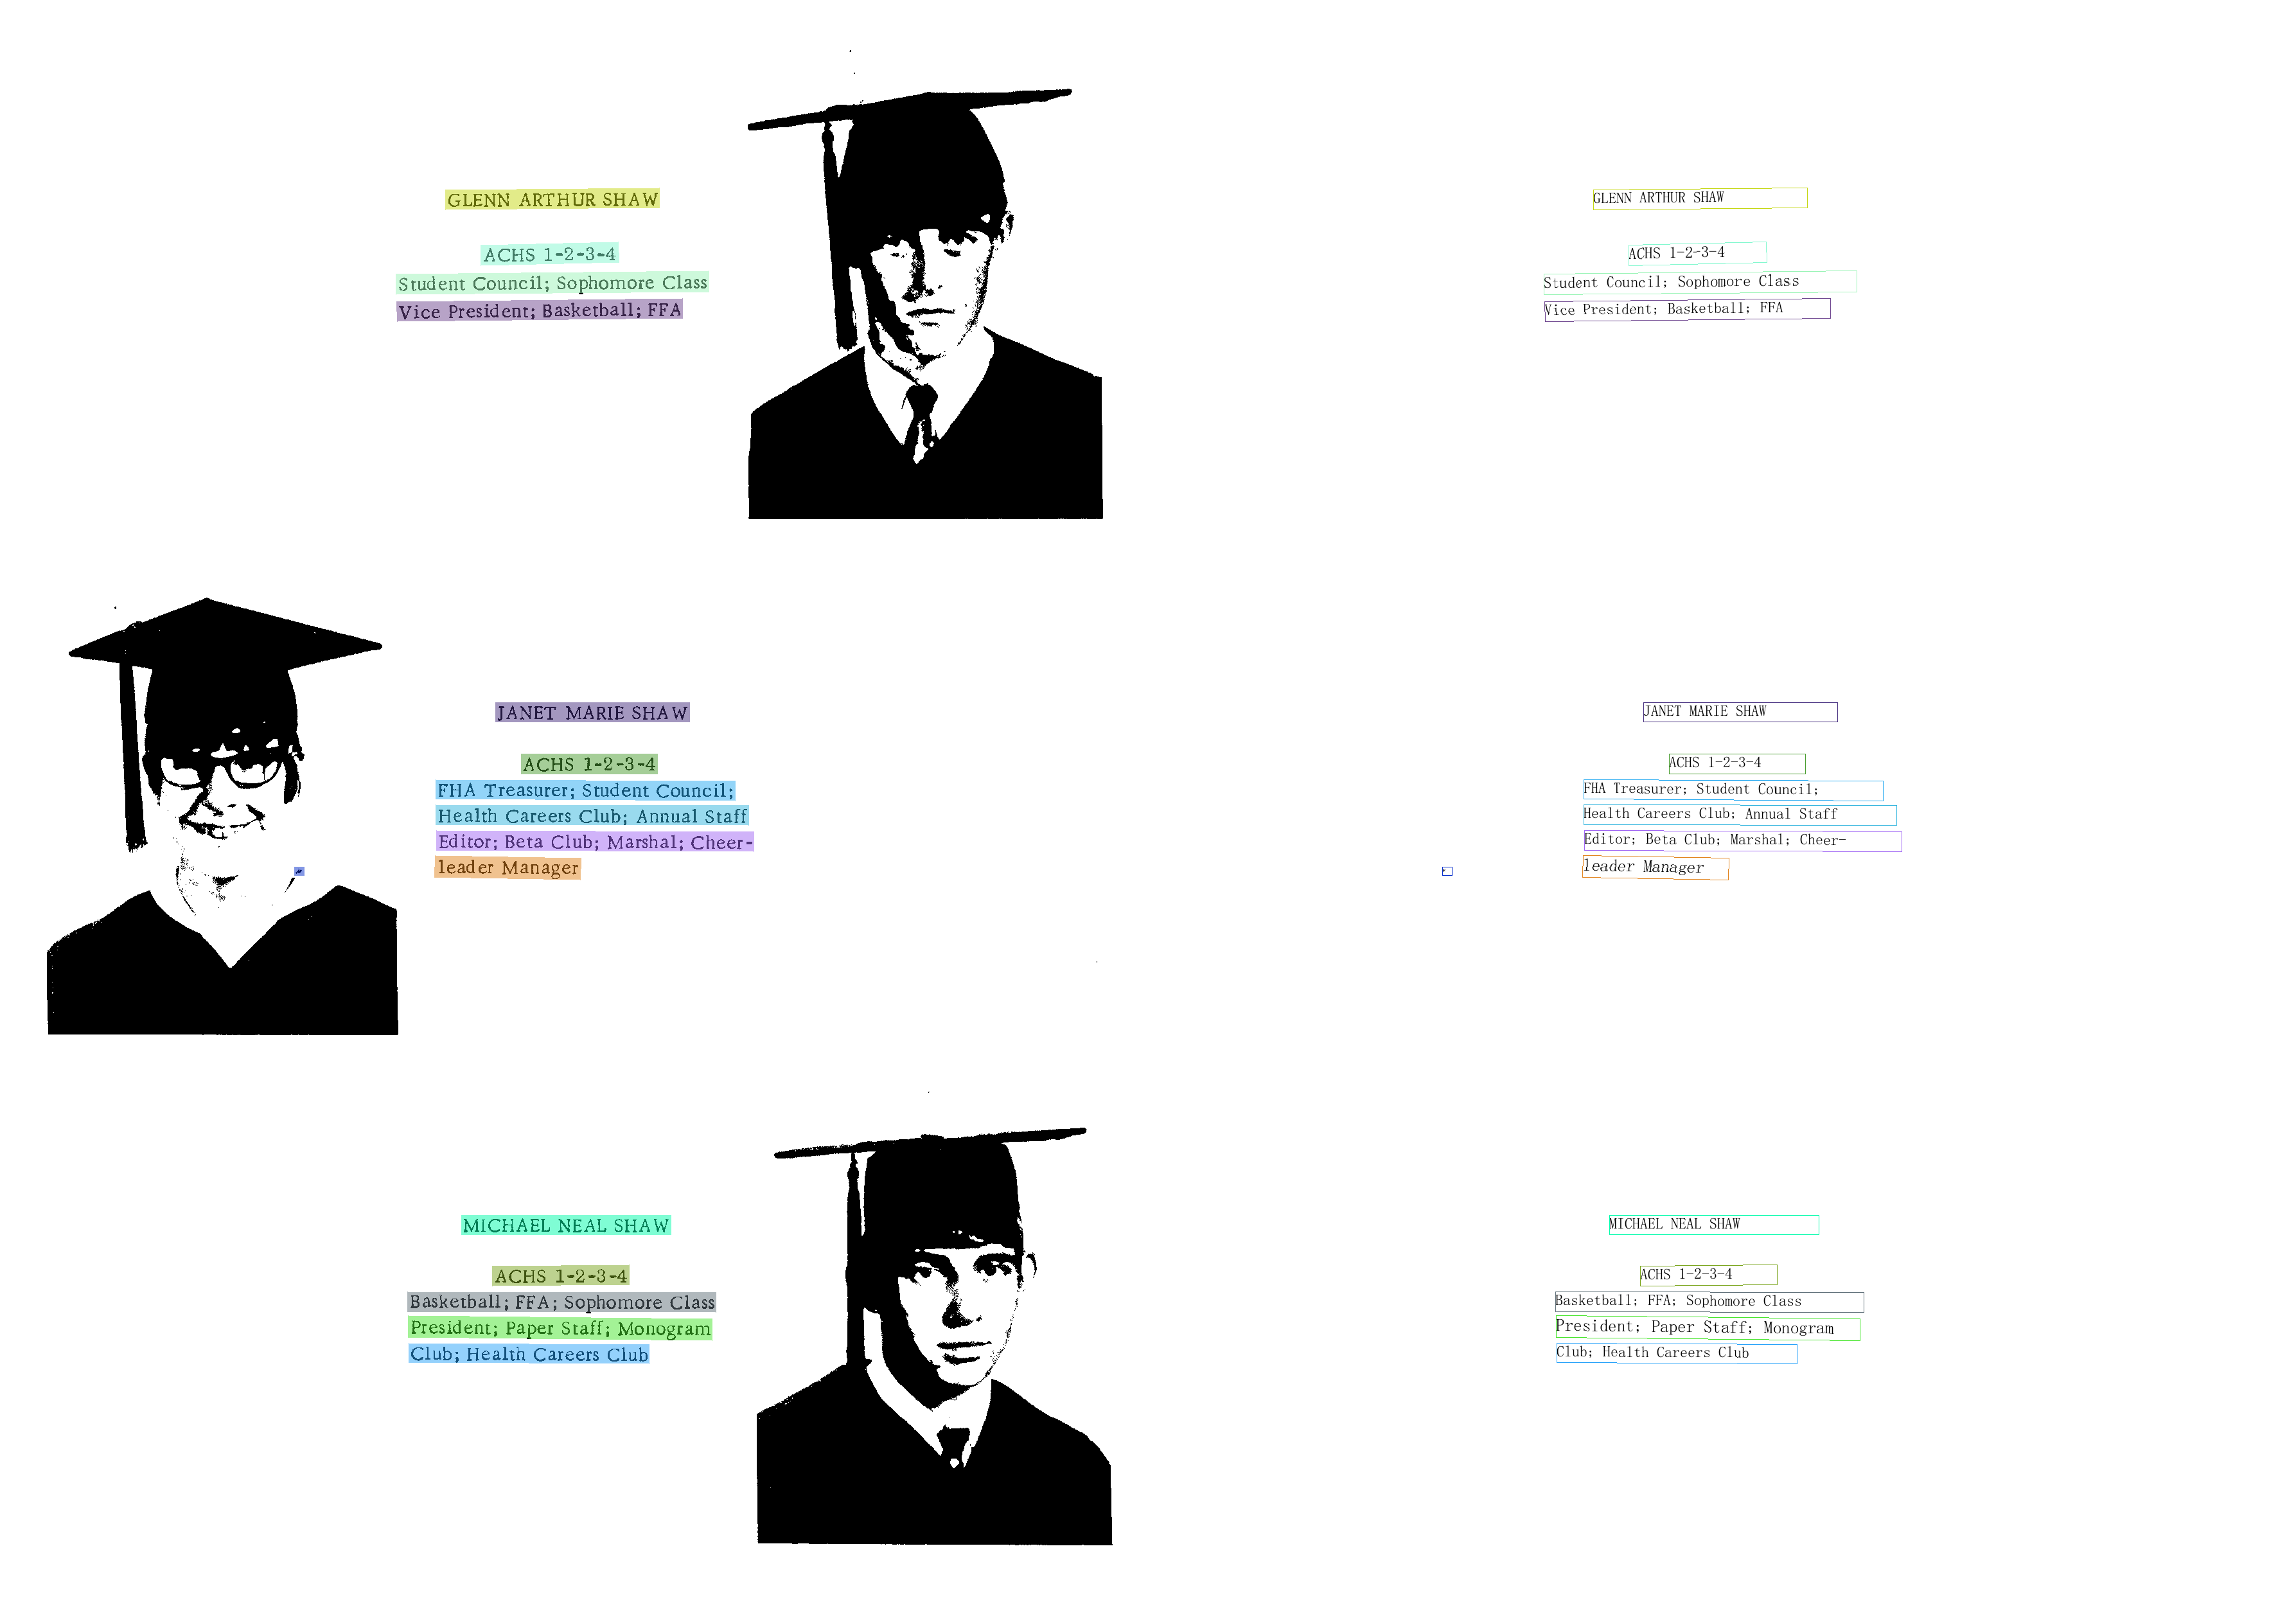 GLENN ARTHUR SHAW
ACHS 1-2-3-4
Student Council; Sophomore Class
Vice President; Basketball; FFA
JANET MARIE SHAW
ACHS 1-2-3-4
FHA Treasurer; Student Council;
Health Careers Club; Annual Staff
Editor; Beta Club; Marshal; Cheer-
leader Manager
MICHAEL NEAL SHAW
ACHS 1-2-3-4
Basketball; FFA; Sophomore Class
President; Paper Staff; Monogram
Club; Health Careers Club
GLENN ARTHUR SHAW
ACHS 1-2-3-4
Student Council; Sophomore Class
Vice President; Basketball; FFA
JANET MARIE SHAW
ACHS 1-2-3-4
FHA Treasurer; Student Council;
Health Careers Club; Annual Staff
Editor; Beta Club; Marshal; Cheer-
leader Manager
MICHAEL NEAL SHAW
ACHS 1-2-3-4
Basketball; FFA; Sophomore Class
President; Paper Staff; Monogram
Club; Health Careers Club